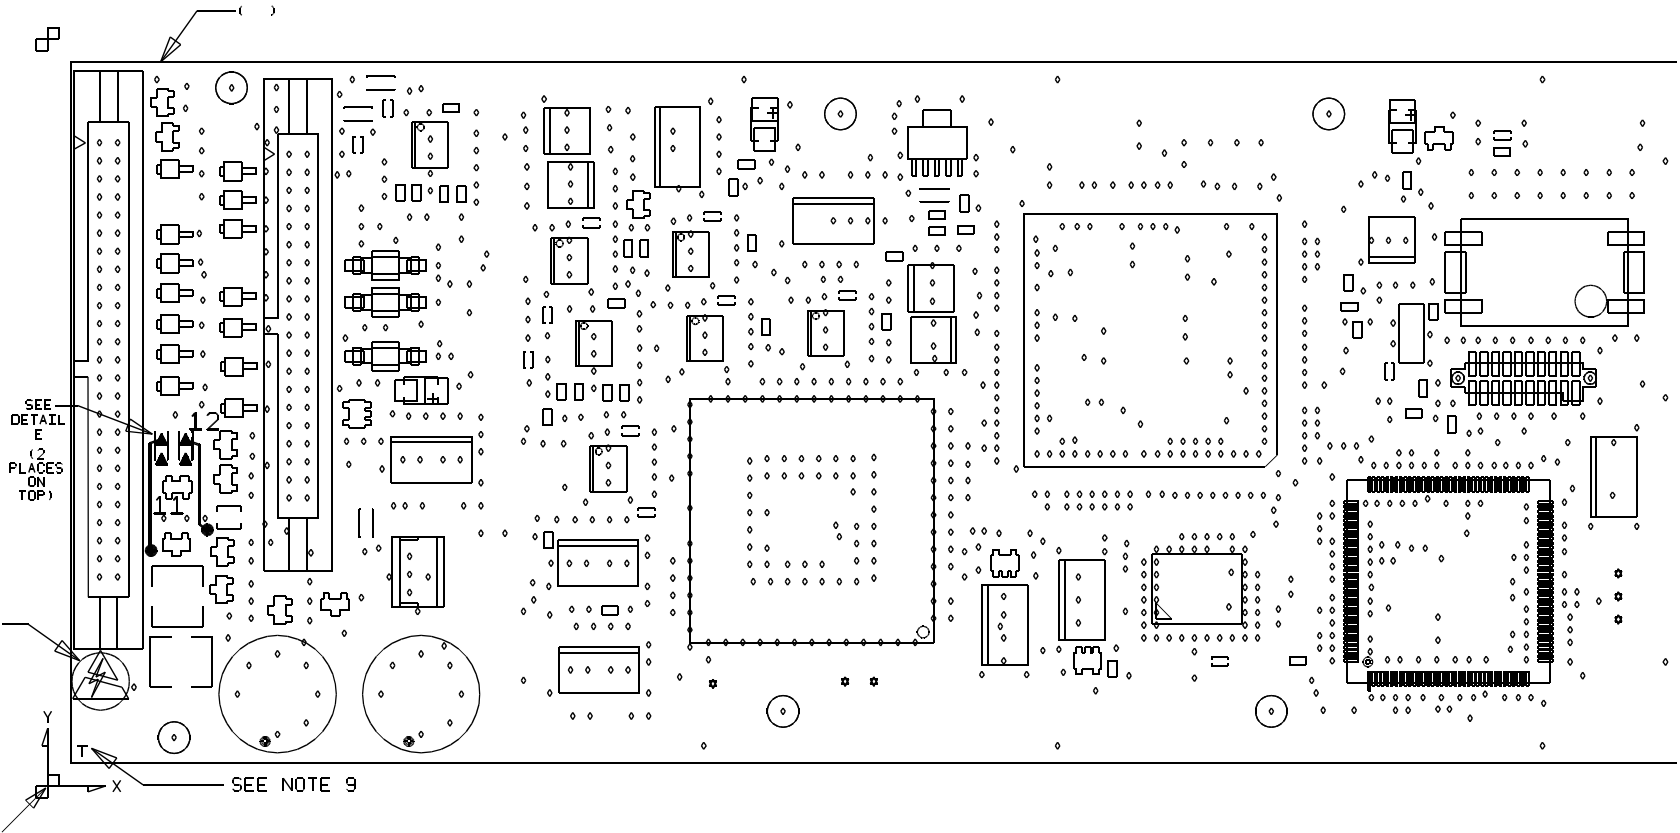 ( )
12
SEE
DETAIL
E
(2
PLACES
ON
TOP)
11
Y
T
X
SEE NOTE 9